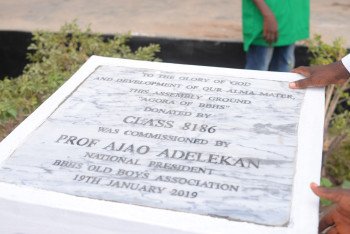 TO THE GLORY OF GOD
AND DEVELOPMENT OF OUR ALMA MATER,
THIS ASSEMBLY GROUND
"AGORA OF BBHS"
DONATED BY
CLASS 8186
WAS COMMISSIONED BY
PROF AJAO ADELEKAN
NATIONAL PRESIDENT
BBHS OLD BOYS ASSOCIATION
19TH JANUARY 2019